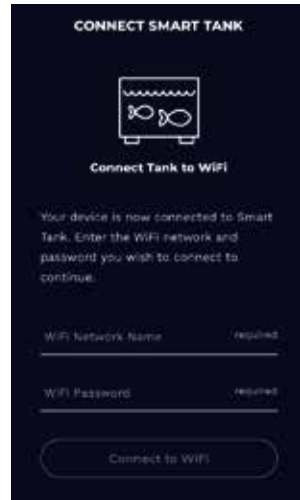 CONNECT SMART TANK
Connect Tank to WiFi
Your device is now connected to Smart
Tank. Enter the WiFi network and
password you wish to connect to
continue.
WiFi Network Name required
WiFi Password required
Connect to WiFi